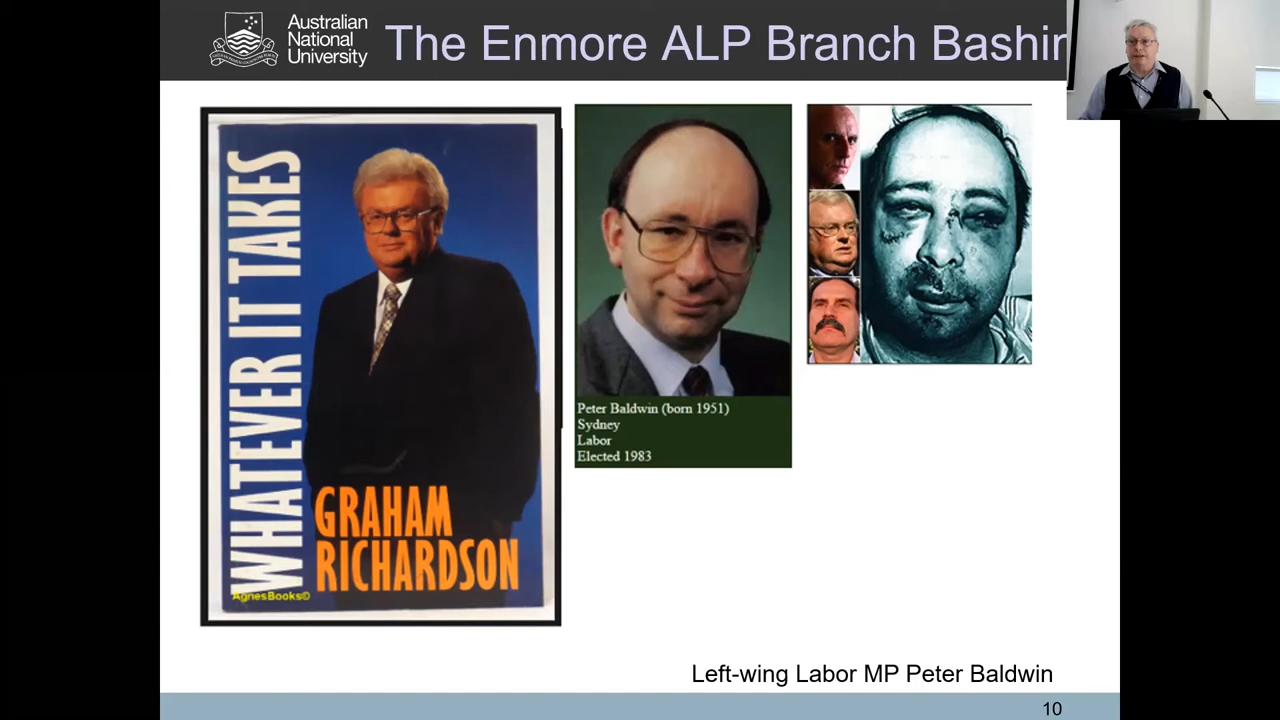 Australian
National
University
The Enmore ALP Branch Bashin
WHATEVER IT TAKES
GRAHAM
RICHARDSON
AgnesBooks©
Peter Baldwin (born 1951)
Sydney
Labor
Elected 1983
Left-wing Labor MP Peter Baldwin
10